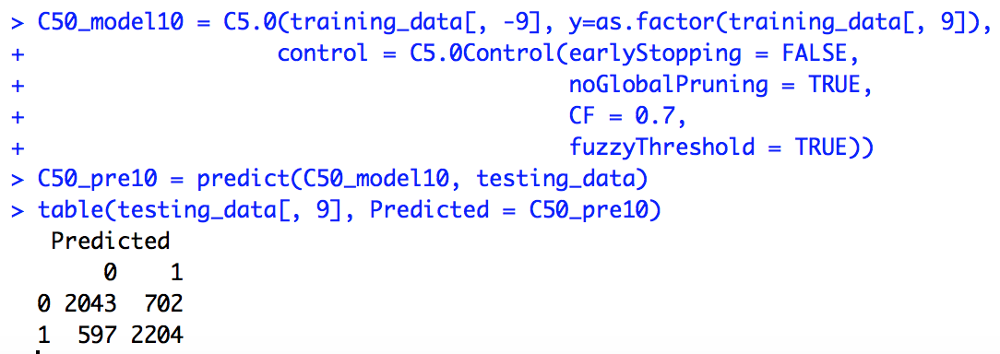 > C50_model10 = C5.0(training_data[, -9], y=as.factor(training_data[, 9]),
+                    control = C5.0Control(earlyStopping = FALSE,
+                                          noGlobalPruning = TRUE,
+                                          CF = 0.7,
+                                          fuzzyThreshold = TRUE))
> C50_pre10 = predict(C50_model10, testing_data)
> table(testing_data[, 9], Predicted = C50_pre10)
   Predicted
       0    1
  0 2043  702
  1  597 2204